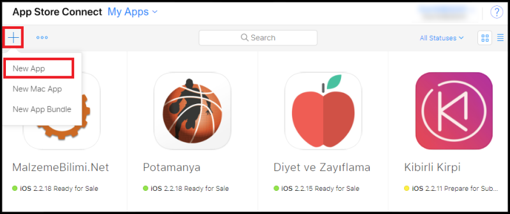 App Store Connect My Apps
?
Search
All Statuses
New App
New Mac App
New App Bundle
MalzemeBilimi.Net
Potamanya
Diyet ve Zayıflama
Kibirli Kirpi
iOS 2.2.18 Ready for Sale
iOS 2.2.18 Ready for Sale
iOS 2.2.15 Ready for Sale
iOS 2.2.11 Prepare for Sub...